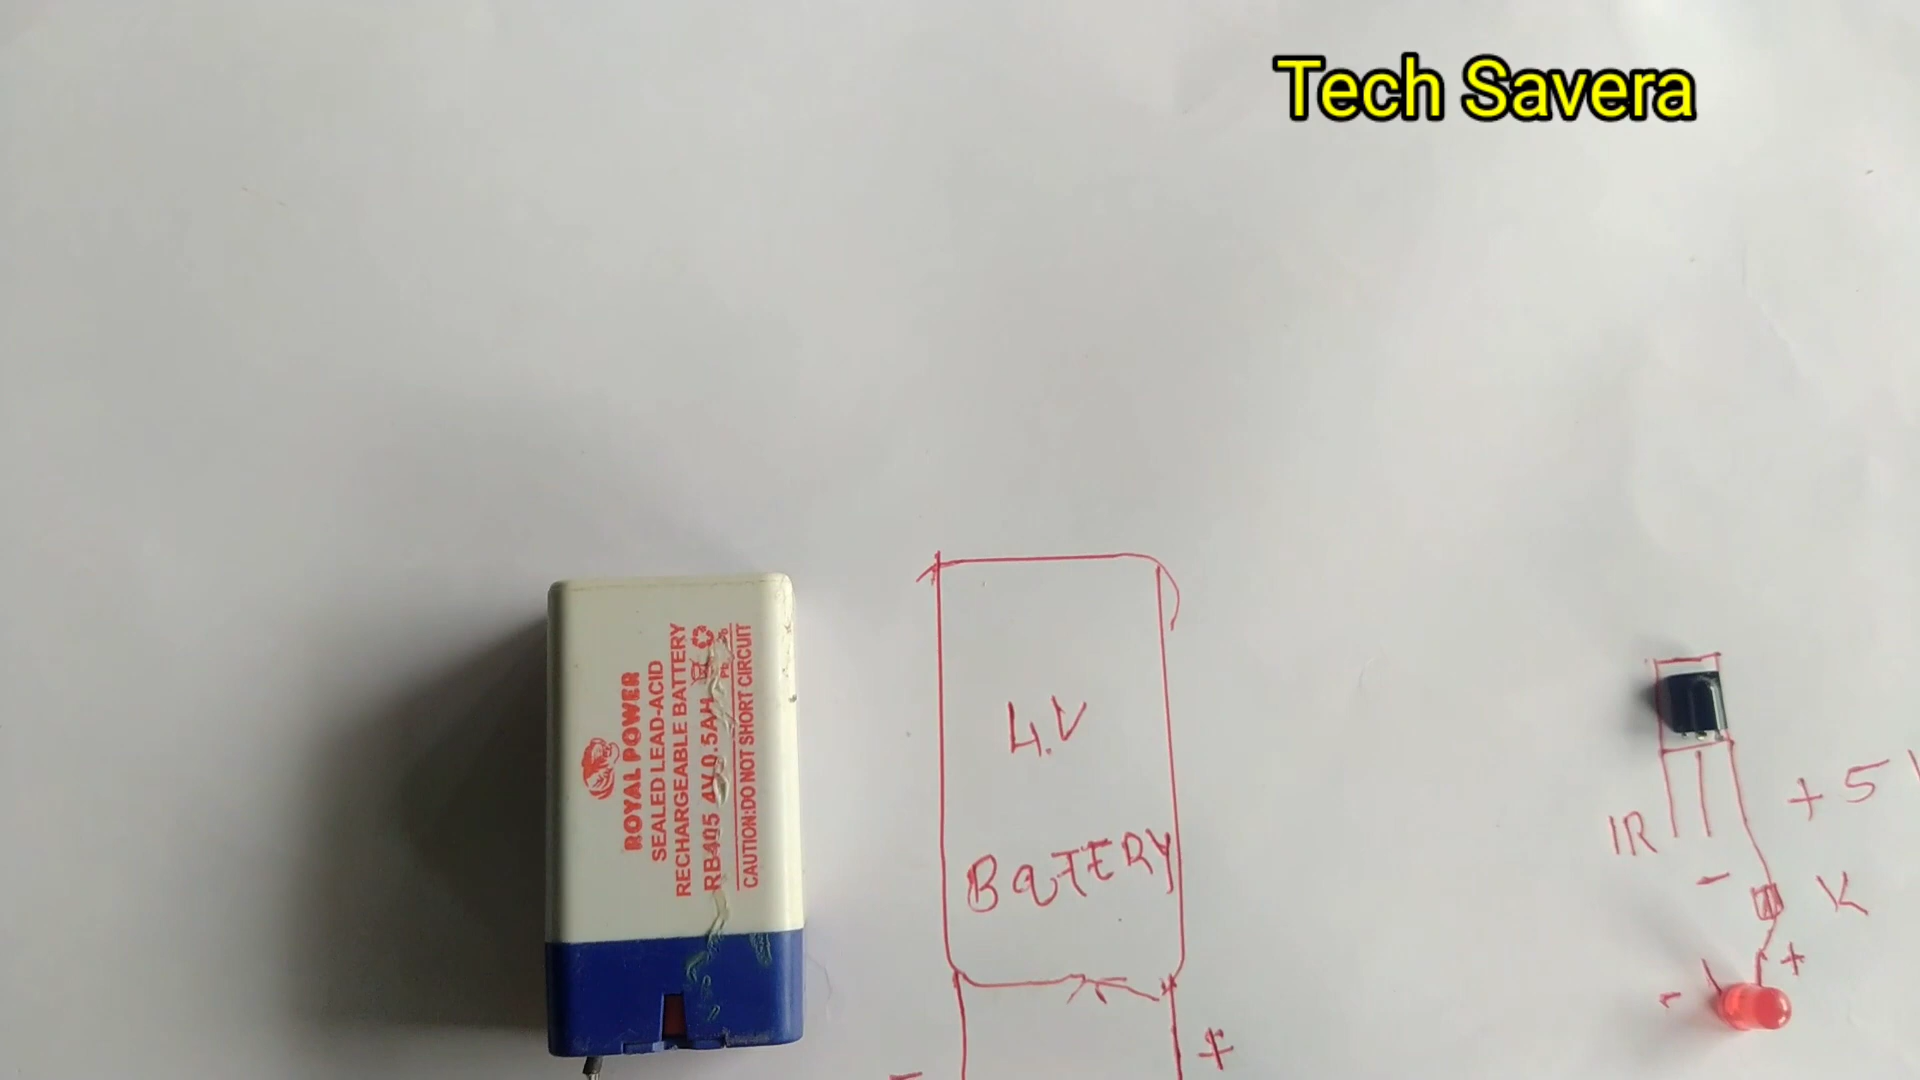 Tech Savera
ROYAL POWER
SEALED LEAD-ACID
RECHARGEABLE BATTERY
RB405 4V 0.5AH
CAUTION:DO NOT SHORT CIRCUIT
4.V
BATTERY
-
+
IR
+5
-
K
+
-